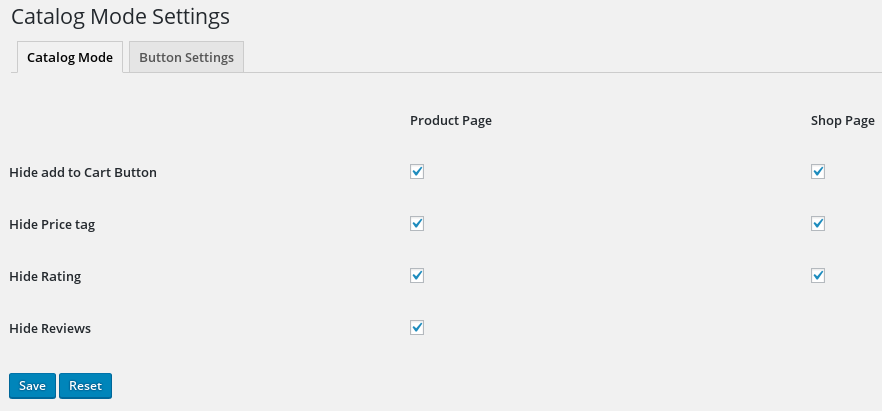 Catalog Mode Settings
Catalog Mode Button Settings
Product Page Shop Page
Hide add to Cart Button
Hide Price tag
Hide Rating
Hide Reviews
Save Reset